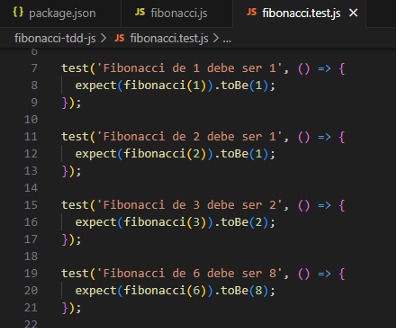 {} package.json JS fibonacci.js JS fibonacci.test.js ×
fibonacci-tdd-js > JS fibonacci.test.js > ...
6
7 test('Fibonacci de 1 debe ser 1', () => {
8 expect(fibonacci(1)).toBe(1);
9 });
10
11 test('Fibonacci de 2 debe ser 1', () => {
12 expect(fibonacci(2)).toBe(1);
13 });
14
15 test('Fibonacci de 3 debe ser 2', () => {
16 expect(fibonacci(3)).toBe(2);
17 });
18
19 test('Fibonacci de 6 debe ser 8', () => {
20 expect(fibonacci(6)).toBe(8);
21 });
22